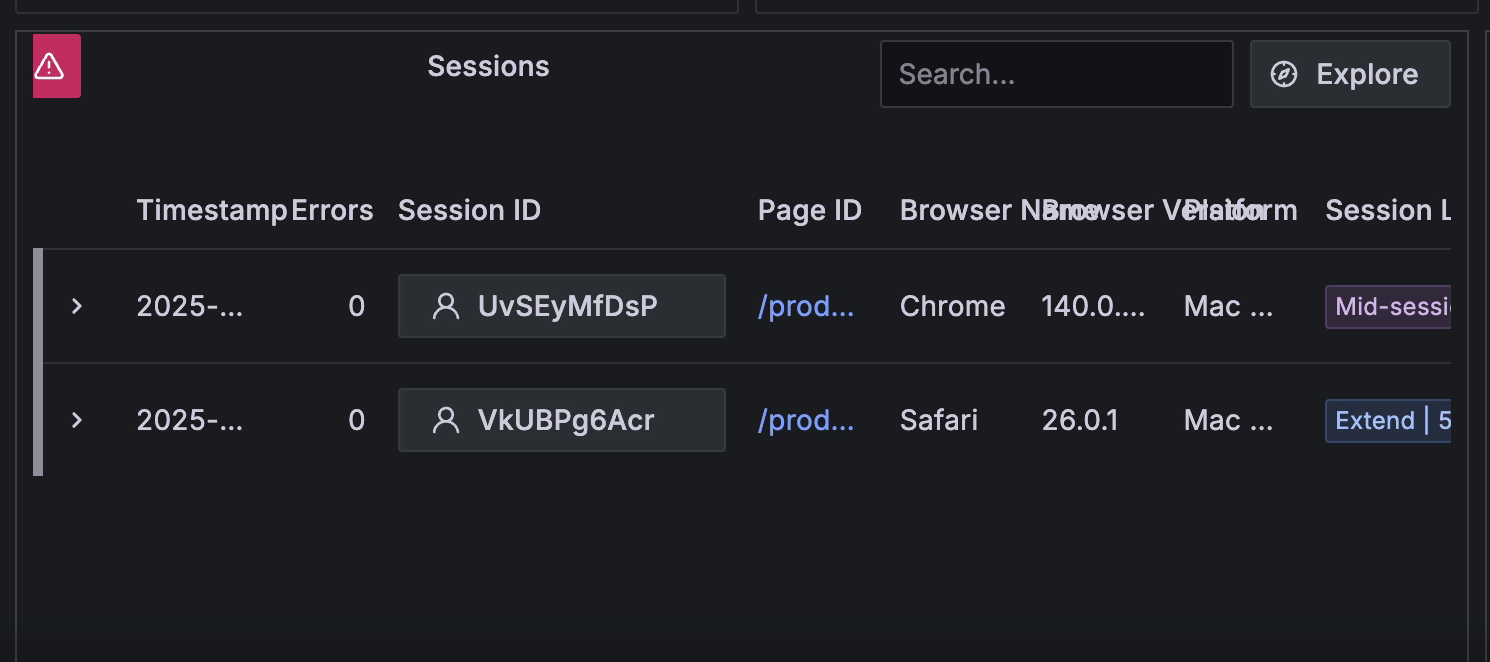 Sessions
Search...
Explore
Timestamp Errors Session ID Page ID Browser Name Browser Version Platform Session L
2025-... 0 UvSEyMfDsP /prod... Chrome 140.0.... Mac ... Mid-sessi
2025-... 0 VkUBPg6Acr /prod... Safari 26.0.1 Mac ... Extend | 5